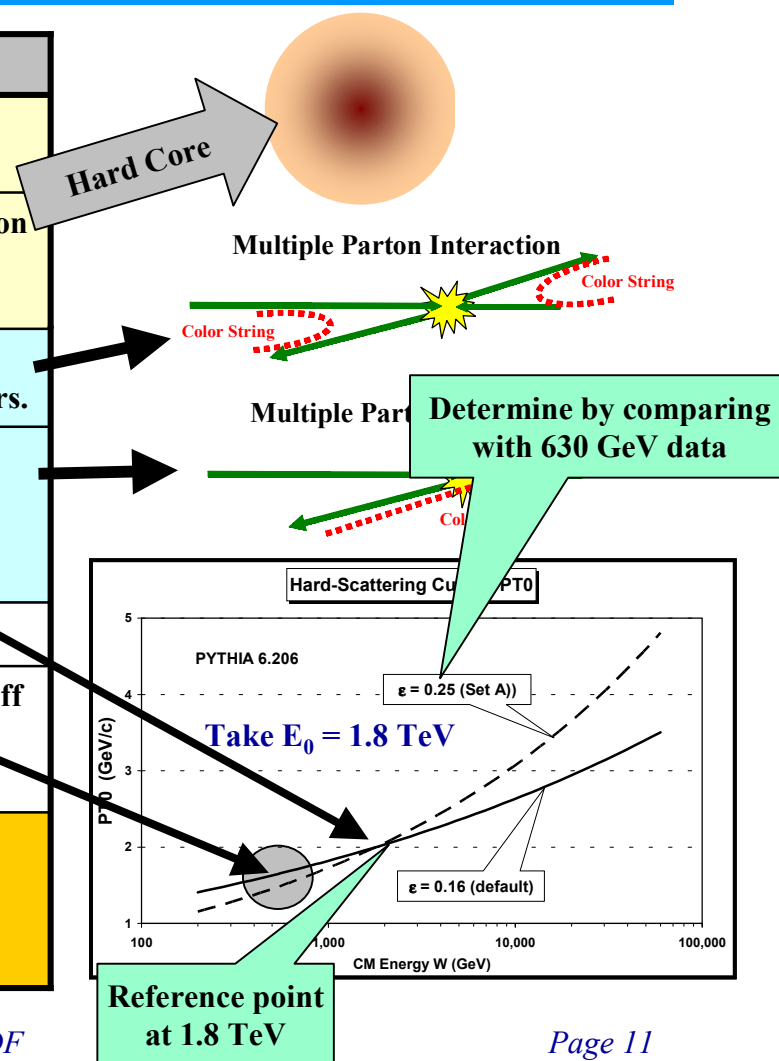 Hard Core
on
Multiple Parton Interaction
Color String
Color String
rs.
Multiple Part
Determine by comparing
with 630 GeV data
Col
Hard-Scattering Cu PT0
5
PYTHIA 6.206
ε = 0.25 (Set A))
4
ff
Take E0 = 1.8 TeV
PT0 (GeV/c)
3
2
ε = 0.16 (default)
1
100
1,000
10,000
100,000
CM Energy W (GeV)
Reference point
at 1.8 TeV
DF
Page 11